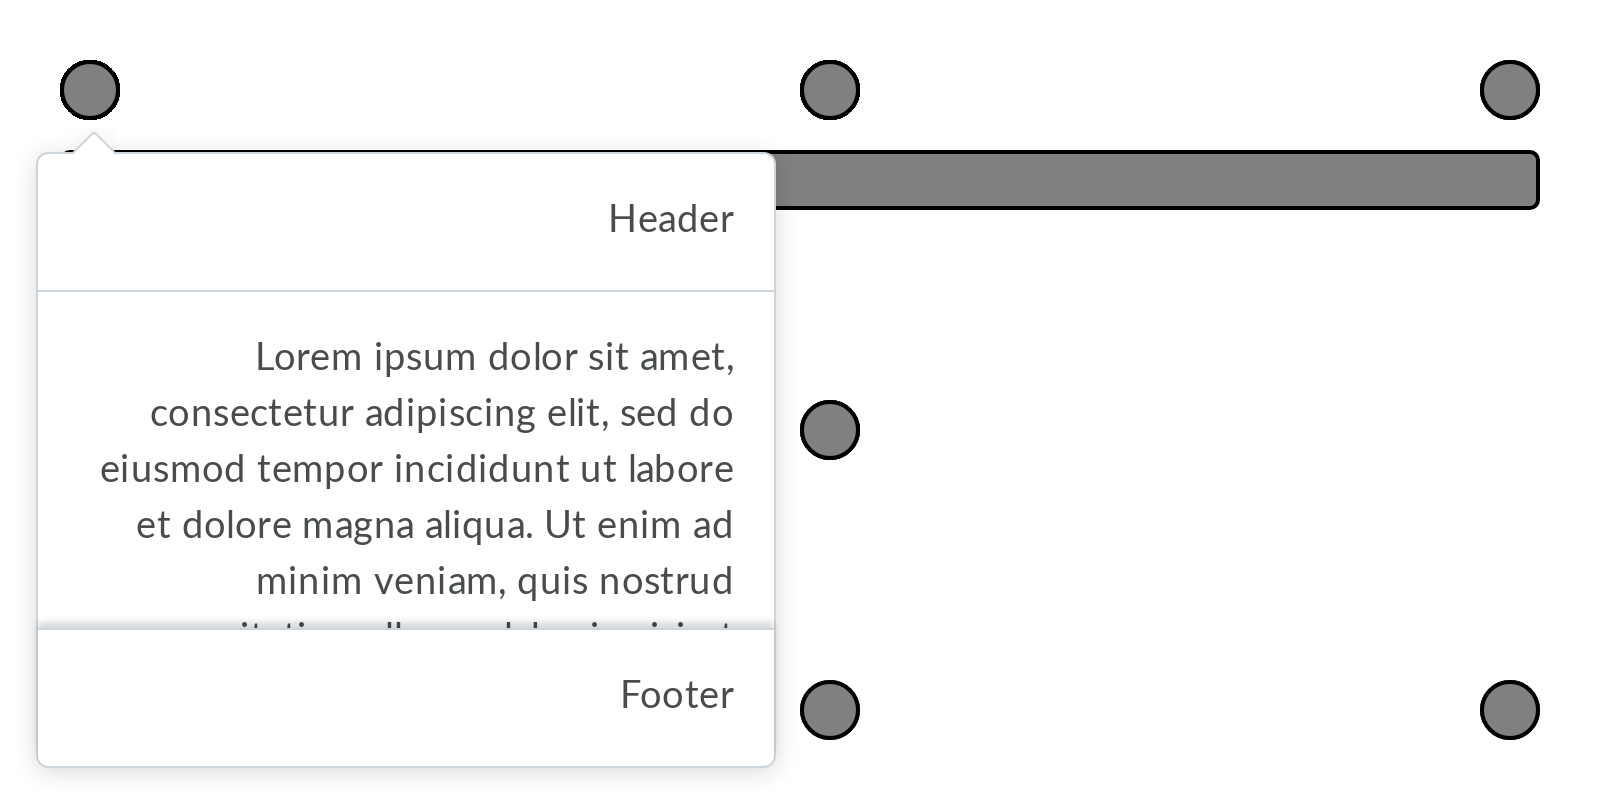 Header
Lorem ipsum dolor sit amet,
consectetur adipiscing elit, sed do
eiusmod tempor incididunt ut labore
et dolore magna aliqua. Ut enim ad
minim veniam, quis nostrud
Footer